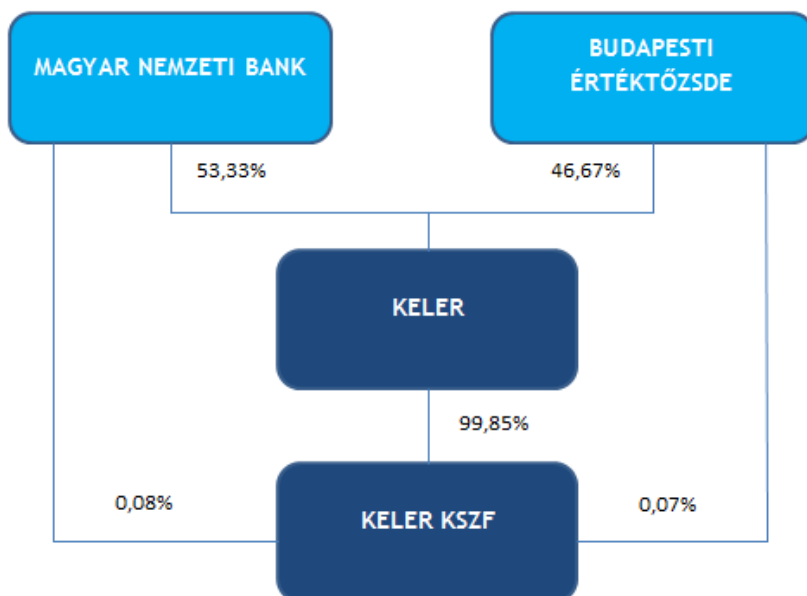 MAGYAR NEMZETI BANK
BUDAPESTI
ÉRTÉKTŐZSDE
53,33%
46,67%
KELER
99,85%
0,08%
KELER KSZF
0,07%